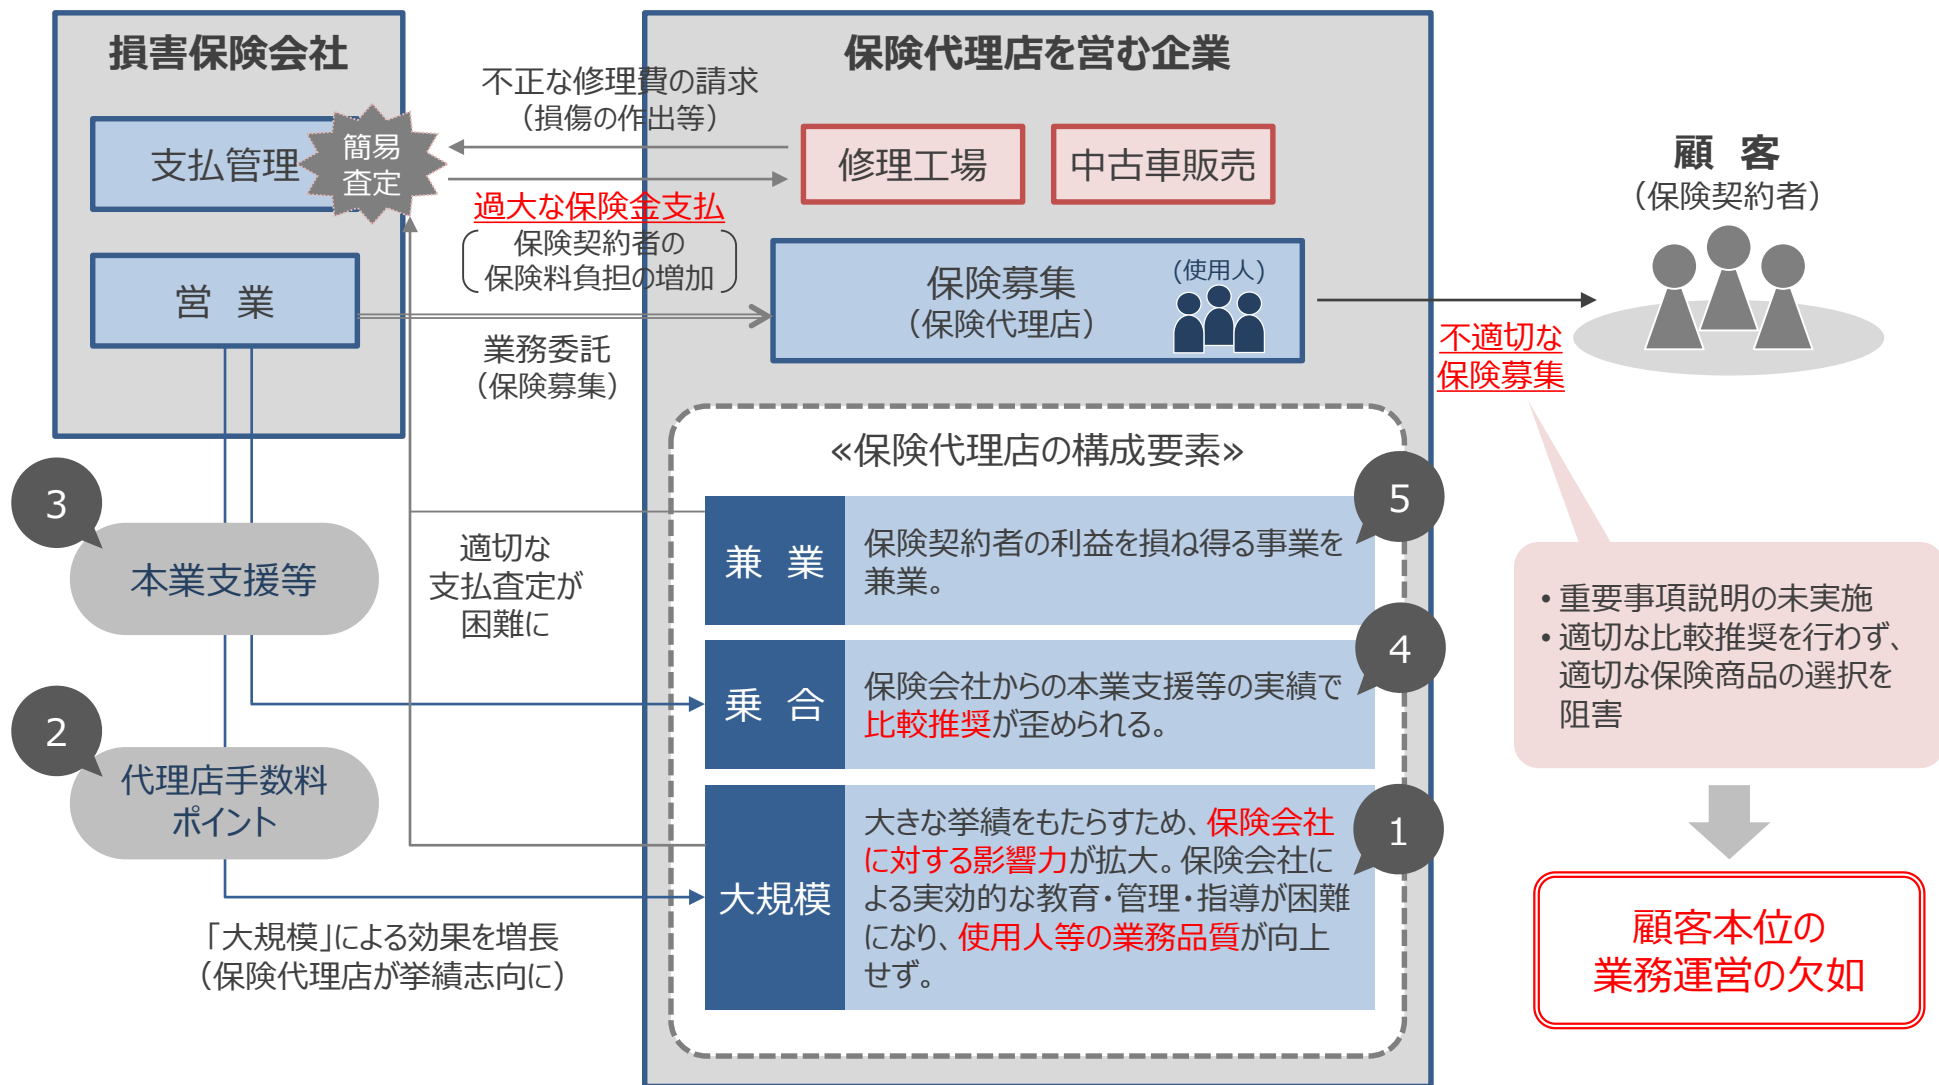 損害保険会社
支払管理
簡易
査定
営　業
不正な修理費の請求
（損傷の作出等）
過大な保険金支払
保険契約者の
保険料負担の増加
業務委託
（保険募集）
保険代理店を営む企業
修理工場
中古車販売
保険募集
（保険代理店）
(使用人)
顧　客
（保険契約者）
不適切な
保険募集
«保険代理店の構成要素»
5
兼　業
保険契約者の利益を損ね得る事業を
兼業。
4
乗　合
保険会社からの本業支援等の実績で
比較推奨が歪められる。
1
大規模
大きな挙績をもたらすため、保険会社
に対する影響力が拡大。保険会社に
よる実効的な教育・管理・指導が困難
になり、使用人等の業務品質が向上
せず。
3
本業支援等
適切な
支払査定が
困難に
2
代理店手数料
ポイント
「大規模」による効果を増長
（保険代理店が挙績志向に）
• 重要事項説明の未実施
• 適切な比較推奨を行わず、
適切な保険商品の選択を
阻害
顧客本位の
業務運営の欠如